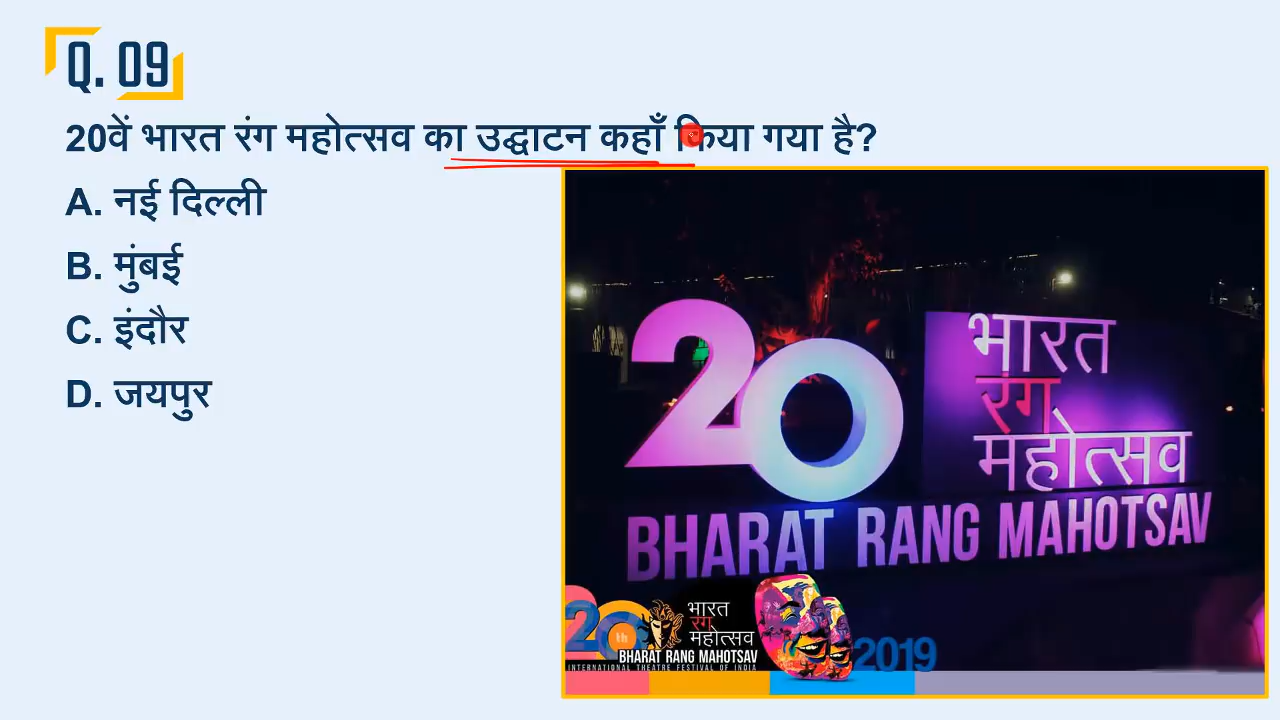 Q. 09
20वें भारत रंग महोत्सव का उद्घाटन कहाँ किया गया है?
A. नई दिल्ली
B. मुंबई
C. इंदौर
D. जयपुर
20
भारत
रंग
महोत्सव
BHARAT RANG MAHOTSAV
20th
भारत
रंग
महोत्सव
BHARAT RANG MAHOTSAV
INTERNATIONAL THEATRE FESTIVAL OF INDIA
2019